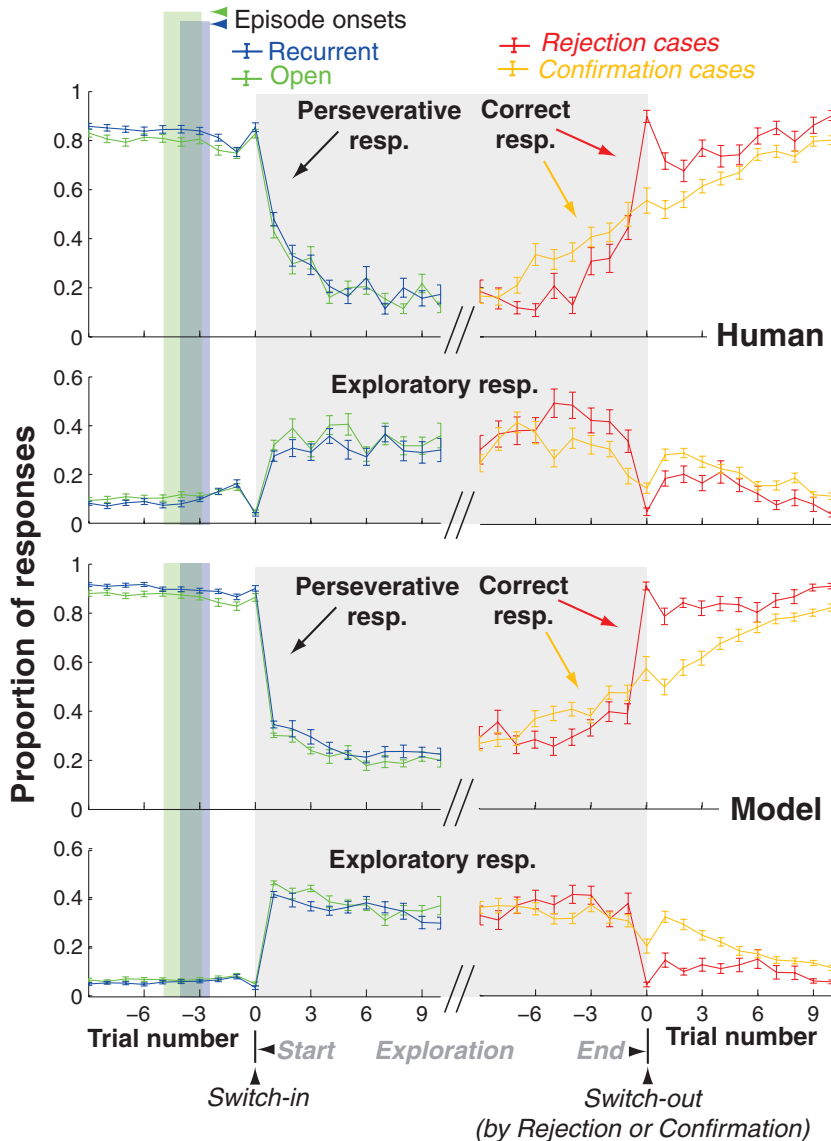 Episode onsets
Recurrent
Open
Rejection cases
Confirmation cases
Proportion of responses
1
0.8
0.6
0.4
0.2
0
Perseverative
resp.
Correct
resp.
Human
0.6
0.4
0.2
0
Exploratory resp.
1
0.8
0.6
0.4
0.2
0
Perseverative
resp.
Correct
resp.
Model
0.6
0.4
0.2
0
Exploratory resp.
−6 −3 0 3 6 9 −6 −3 0 3 6 9
Trial number Start Exploration End Trial number
Switch-in Switch-out
(by Rejection or Confirmation)